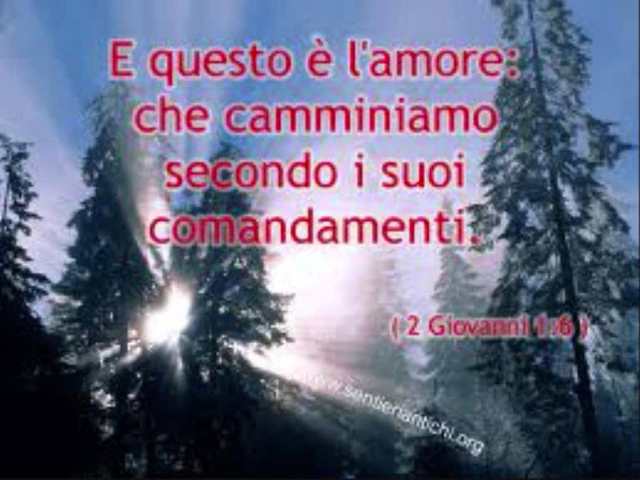 E questo è l'amore:
che camminiamo
secondo i suoi
comandamenti.
( 2 Giovanni 1:6 )
www.sentieriantichi.org